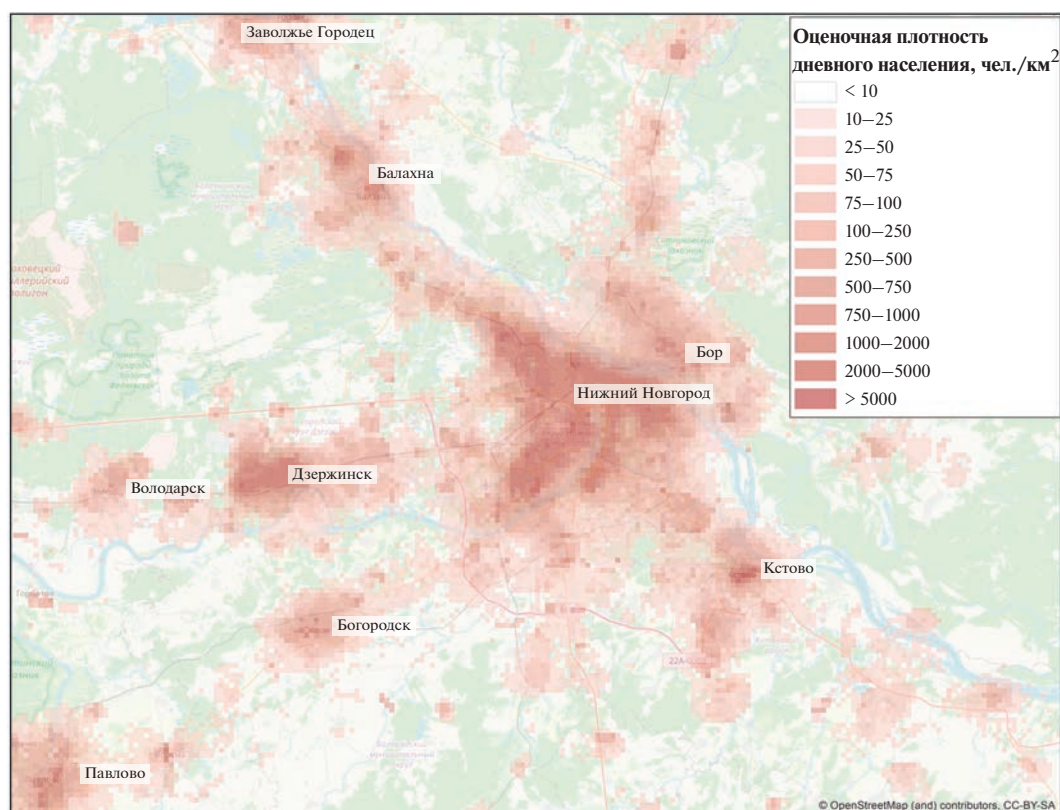 Заволжье Городец
Балахна
Бор
Нижний Новгород
Дзержинск
Володарск
Кстово
Богородск
22А
Павлово
Оценочная плотность
дневного населения, чел./км²
< 10
10–25
25–50
50–75
75–100
100–250
250–500
500–750
750–1000
1000–2000
2000–5000
> 5000
© OpenStreetMap (and) contributors, CC-BY-SA